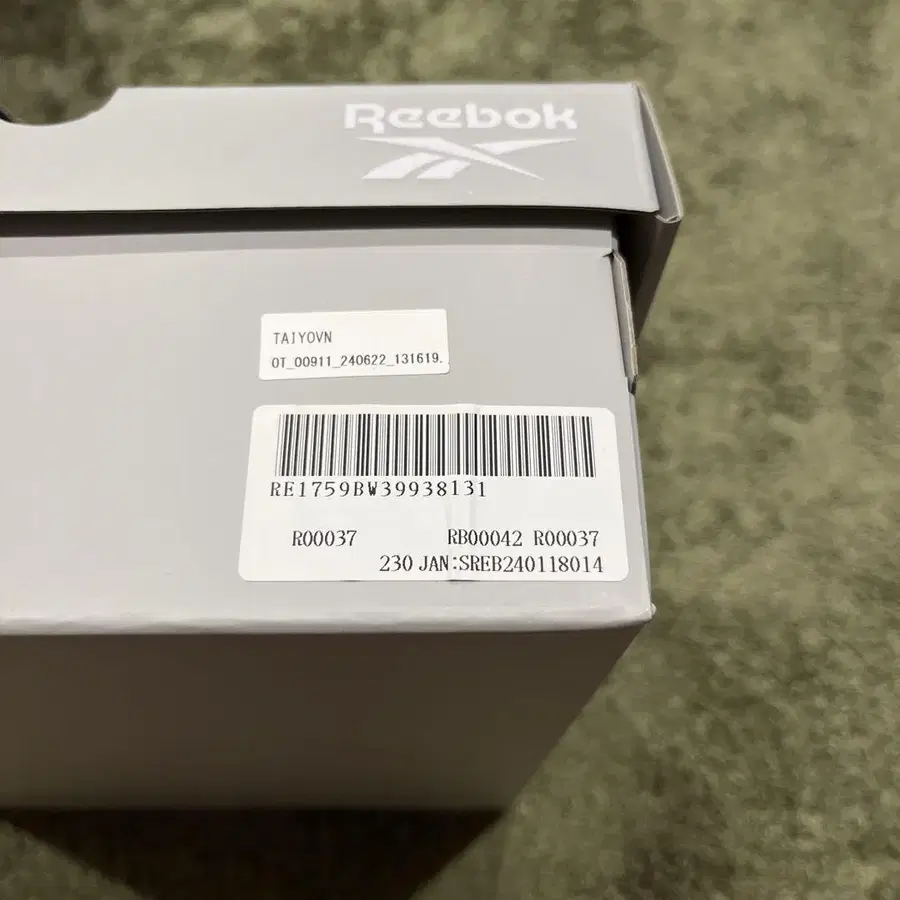 Reebok
TAIYOVN
OT_00911_240622_131619.
RE1759BW39938131
R00037 RB00042 R00037
230 JAN:SREB240118014